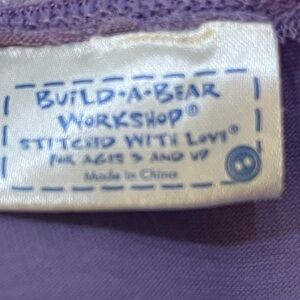 BUILD-A-BEAR
WORKSHOP®
STITCHED WITH LOVE®
FOR AGES 3 AND UP
Made in China